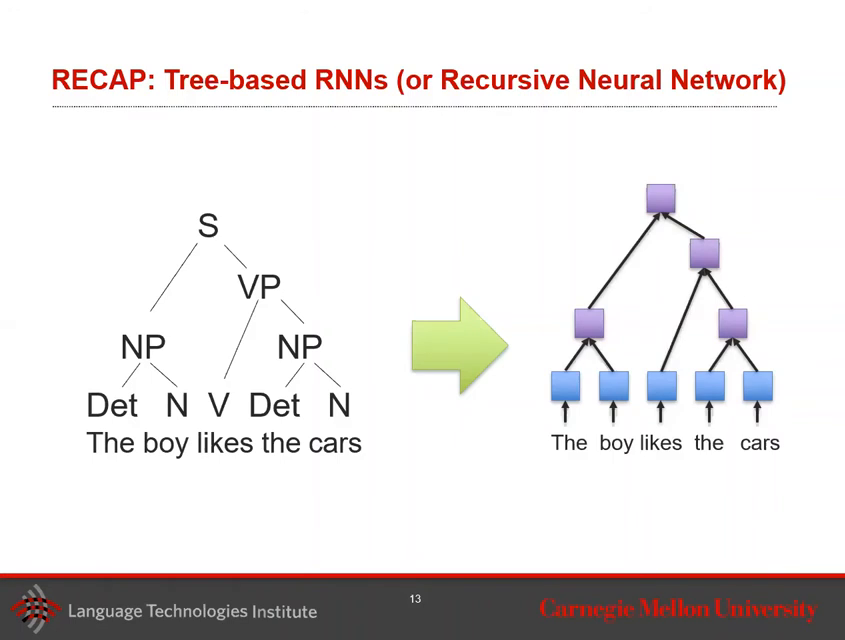 RECAP: Tree-based RNNs (or Recursive Neural Network)
S
VP
NP NP
Det N V Det N
The boy likes the cars
The boy likes the cars
13
Language Technologies Institute
Carnegie Mellon University